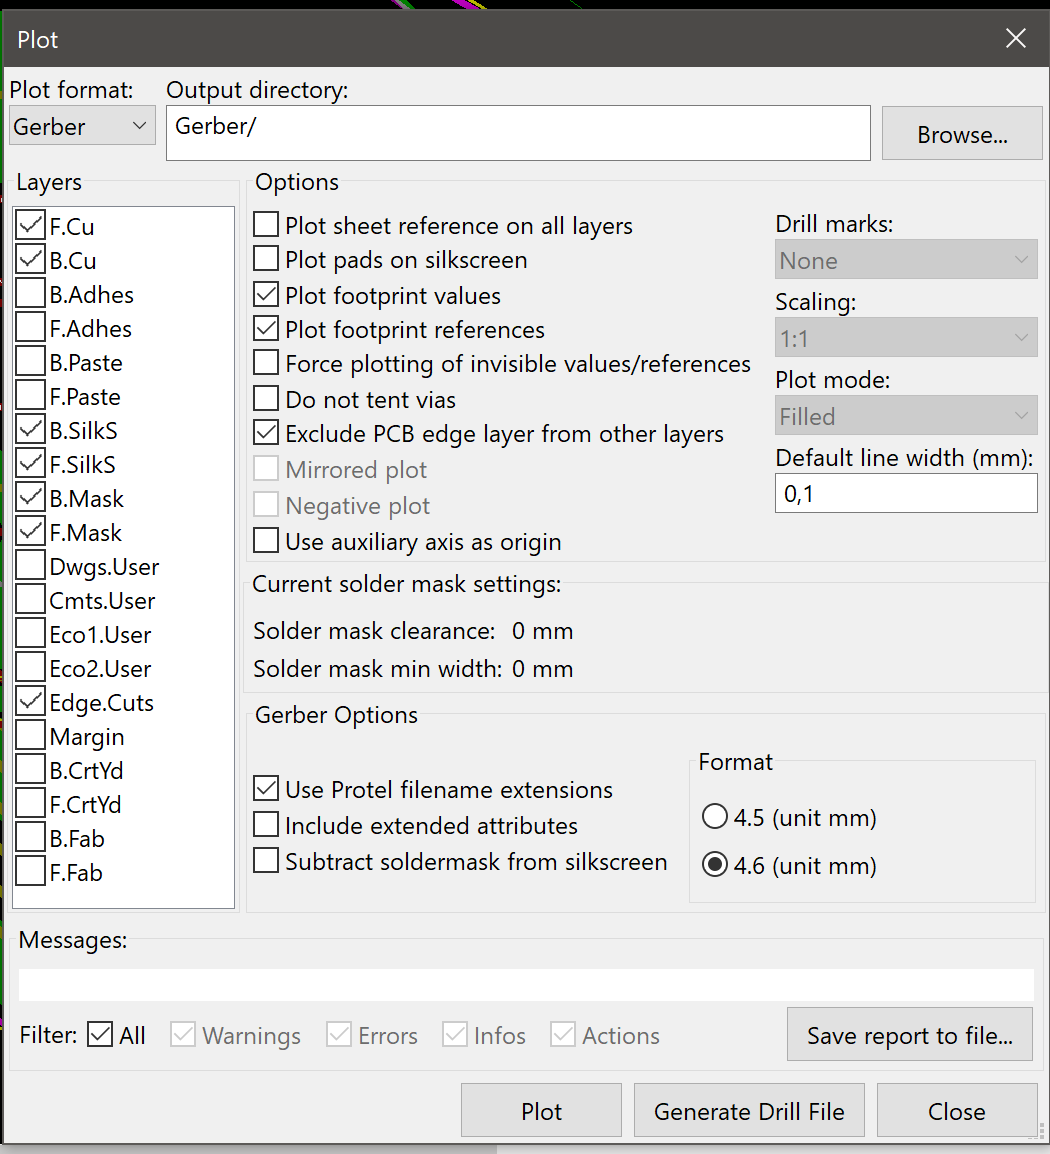 Plot
Plot format:
Output directory:
Gerber
Gerber/
Browse...
Layers
F.Cu
B.Cu
B.Adhes
F.Adhes
B.Paste
F.Paste
B.SilkS
F.SilkS
B.Mask
F.Mask
Dwgs.User
Cmts.User
Eco1.User
Eco2.User
Edge.Cuts
Margin
B.CrtYd
F.CrtYd
B.Fab
F.Fab
Options
Plot sheet reference on all layers
Plot pads on silkscreen
Plot footprint values
Plot footprint references
Force plotting of invisible values/references
Do not tent vias
Exclude PCB edge layer from other layers
Mirrored plot
Negative plot
Use auxiliary axis as origin
Drill marks:
None
Scaling:
1:1
Plot mode:
Filled
Default line width (mm):
0,1
Current solder mask settings:
Solder mask clearance: 0 mm
Solder mask min width: 0 mm
Gerber Options
Use Protel filename extensions
Include extended attributes
Subtract soldermask from silkscreen
Format
4.5 (unit mm)
4.6 (unit mm)
Messages:
Filter: All Warnings Errors Infos Actions
Save report to file...
Plot
Generate Drill File
Close